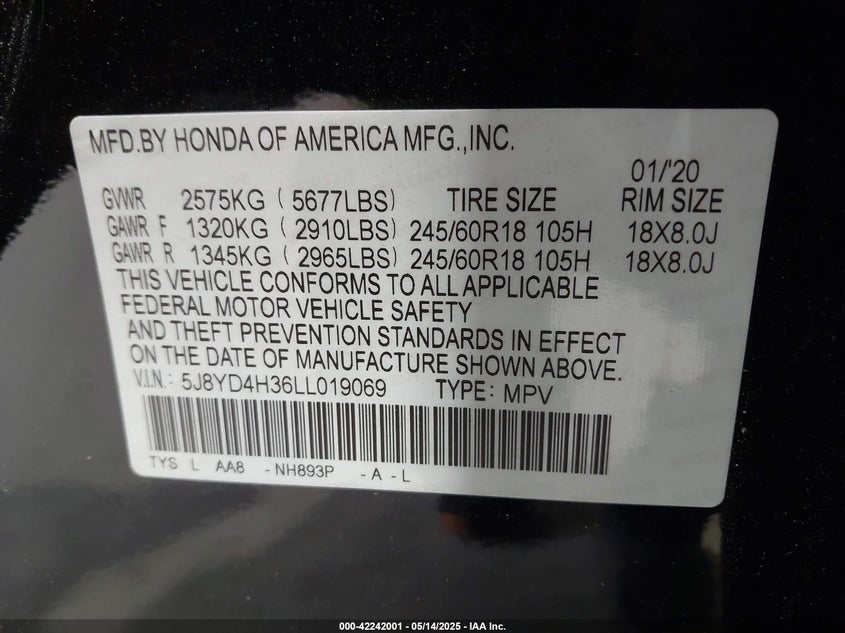 MFD.BY HONDA OF AMERICA MFG.,INC.
01/'20
GVWR 2575KG ( 5677LBS) TIRE SIZE RIM SIZE
GAWR F 1320KG ( 2910LBS) 245/60R18 105H 18X8.0J
GAWR R 1345KG ( 2965LBS) 245/60R18 105H 18X8.0J
THIS VEHICLE CONFORMS TO ALL APPLICABLE
FEDERAL MOTOR VEHICLE SAFETY
AND THEFT PREVENTION STANDARDS IN EFFECT
ON THE DATE OF MANUFACTURE SHOWN ABOVE.
V.I.N.: 5J8YD4H36LL019069 TYPE: MPV
TYS L AA8 -NH893P -A-L
000-42242001 — 05/14/2025 — IAA Inc.